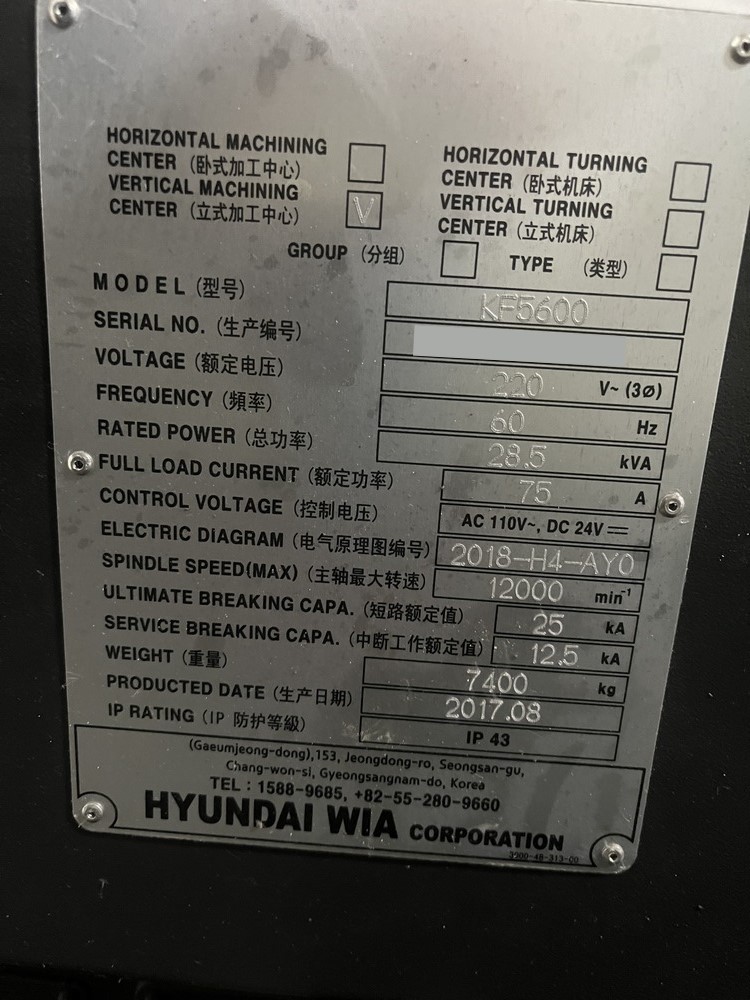 HORIZONTAL MACHINING
CENTER (卧式加工中心)
VERTICAL MACHINING
CENTER (立式加工中心) V
HORIZONTAL TURNING
CENTER (卧式机床)
VERTICAL TURNING
CENTER (立式机床)
GROUP (分组) TYPE (类型)
MODEL (型号) KF5600
SERIAL NO. (生产编号)
VOLTAGE (额定电压) 220 V~ (3Ø)
FREQUENCY (頻率) 60 Hz
RATED POWER (总功率) 28.5 kVA
FULL LOAD CURRENT (额定功率) 75 A
CONTROL VOLTAGE (控制电压) AC 110V~, DC 24V ⎓
ELECTRIC DIAGRAM (电气原理图编号) 2018-H4-AY0
SPINDLE SPEED(MAX) (主轴最大转速) 12000 min⁻¹
ULTIMATE BREAKING CAPA. (短路额定值) 25 kA
SERVICE BREAKING CAPA. (中断工作额定值) 12.5 kA
WEIGHT (重量) 7400 kg
PRODUCTED DATE (生产日期) 2017.08
IP RATING (IP 防护等級) IP 43
(Gaeumjeong-dong),153, Jeongdong-ro, Seongsan-gu,
Chang-won-si, Gyeongsangnam-do, Korea
TEL : 1588-9685, +82-55-280-9660
HYUNDAI WIA CORPORATION
3900-48-313-00